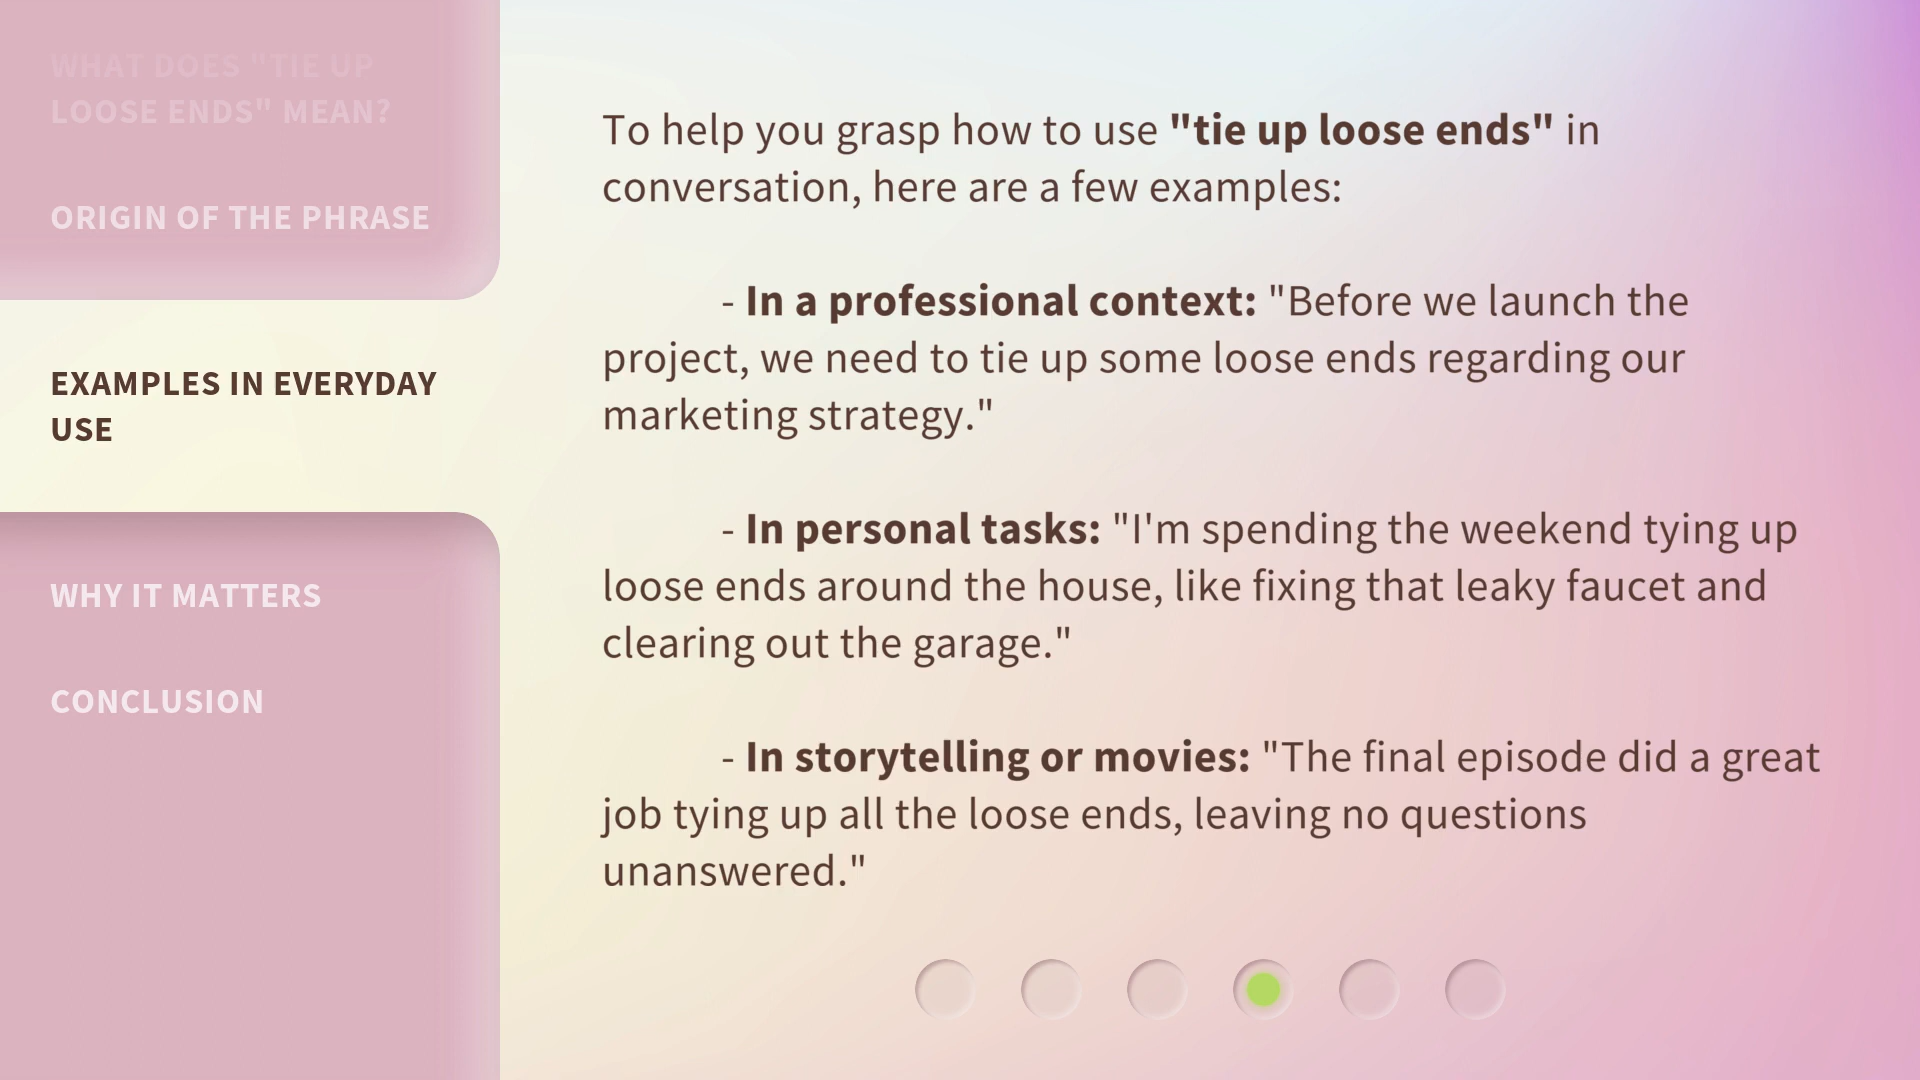 WHAT DOES "TIE UP
LOOSE ENDS" MEAN?
ORIGIN OF THE PHRASE
EXAMPLES IN EVERYDAY
USE
WHY IT MATTERS
CONCLUSION
To help you grasp how to use "tie up loose ends" in
conversation, here are a few examples:
- In a professional context: "Before we launch the
project, we need to tie up some loose ends regarding our
marketing strategy."
- In personal tasks: "I'm spending the weekend tying up
loose ends around the house, like fixing that leaky faucet and
clearing out the garage."
- In storytelling or movies: "The final episode did a great
job tying up all the loose ends, leaving no questions
unanswered."